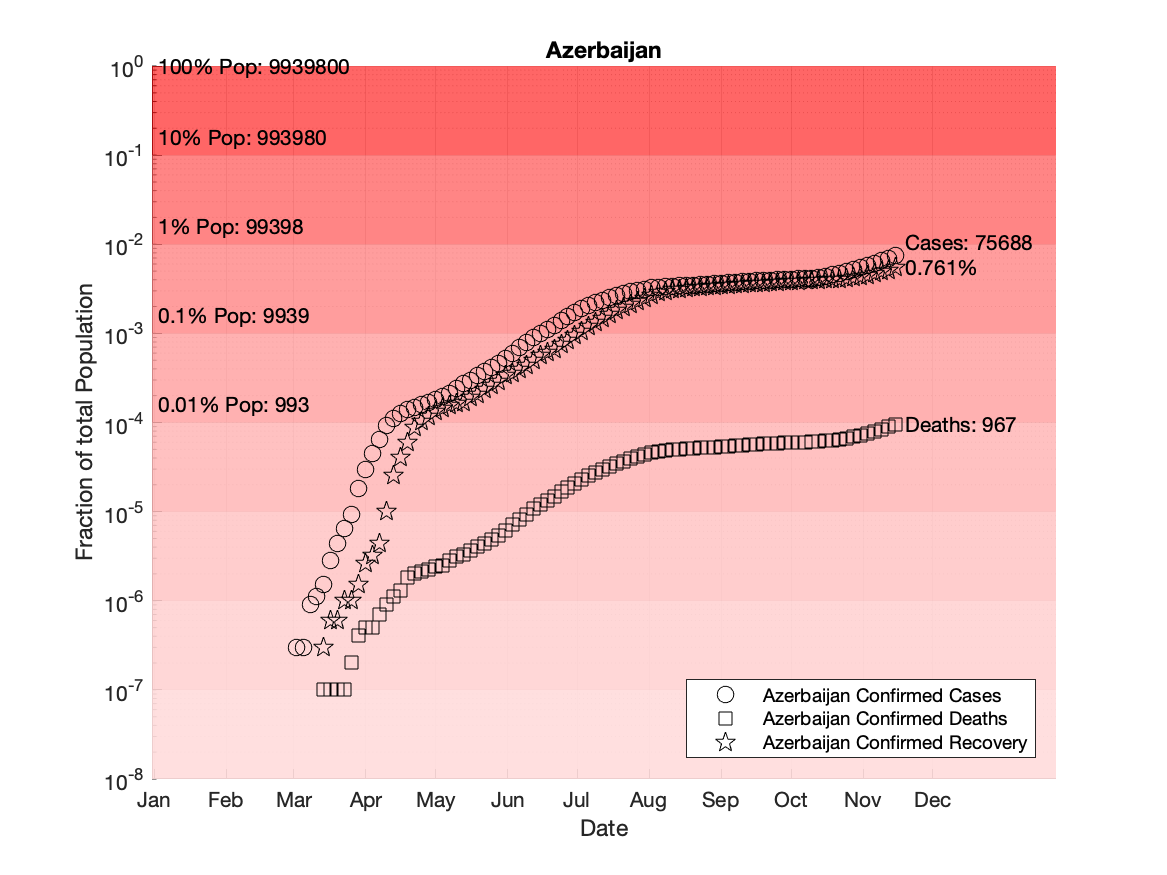 Azerbaijan
10⁰
100% Pop: 9939800
10% Pop: 993980
10⁻¹
1% Pop: 99398
10⁻²
Cases: 75688
0.761%
0.1% Pop: 9939
10⁻³
0.01% Pop: 993
10⁻⁴
Deaths: 967
10⁻⁵
10⁻⁶
10⁻⁷
10⁻⁸
Fraction of total Population
Azerbaijan Confirmed Cases
Azerbaijan Confirmed Deaths
Azerbaijan Confirmed Recovery
Jan Feb Mar Apr May Jun Jul Aug Sep Oct Nov Dec
Date